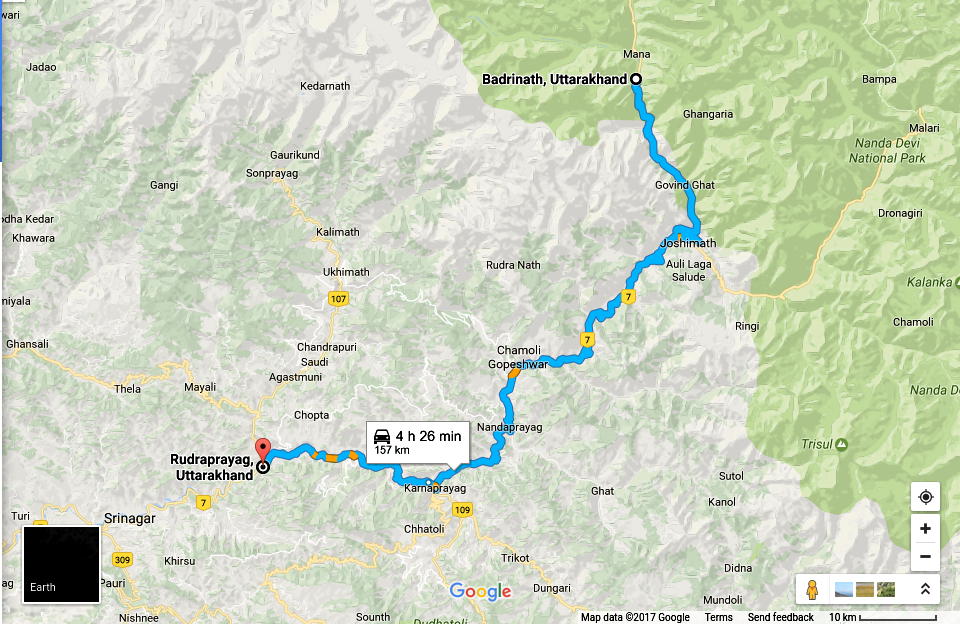 wari
Jadao
Mana
Badrinath, Uttarakhand
Bampa
Kedarnath
Ghangaria
Malari
Nanda Devi
National Park
Gaurikund
Sonprayag
Gangi
Govind Ghat
Dronagiri
odha Kedar
Khawara
Kalimath
Joshimath
Rudra Nath
Auli Laga
Salude
Ukhimath
Kalanka
miyala
107
7
Ringi
Chamoli
Ghansali
Chandrapuri
Saudi
7
Chamoli
Gopeshwar
Agastmuni
Thela
Mayali
Nanda D
Chopta
Nandaprayag
4 h 26 min
157 km
Trisul
Rudraprayag,
Uttarakhand
Karnaprayag
Ghat
Sutol
Kanol
7
109
Turi
Srinagar
Chhatoli
309
Khirsu
Trikot
Didna
Earth
ag
Pauri
Google
Dungari
Mundoli
Nishnee
South
Dudhatoli
Map data ©2017 Google
Terms
Send feedback
10 km